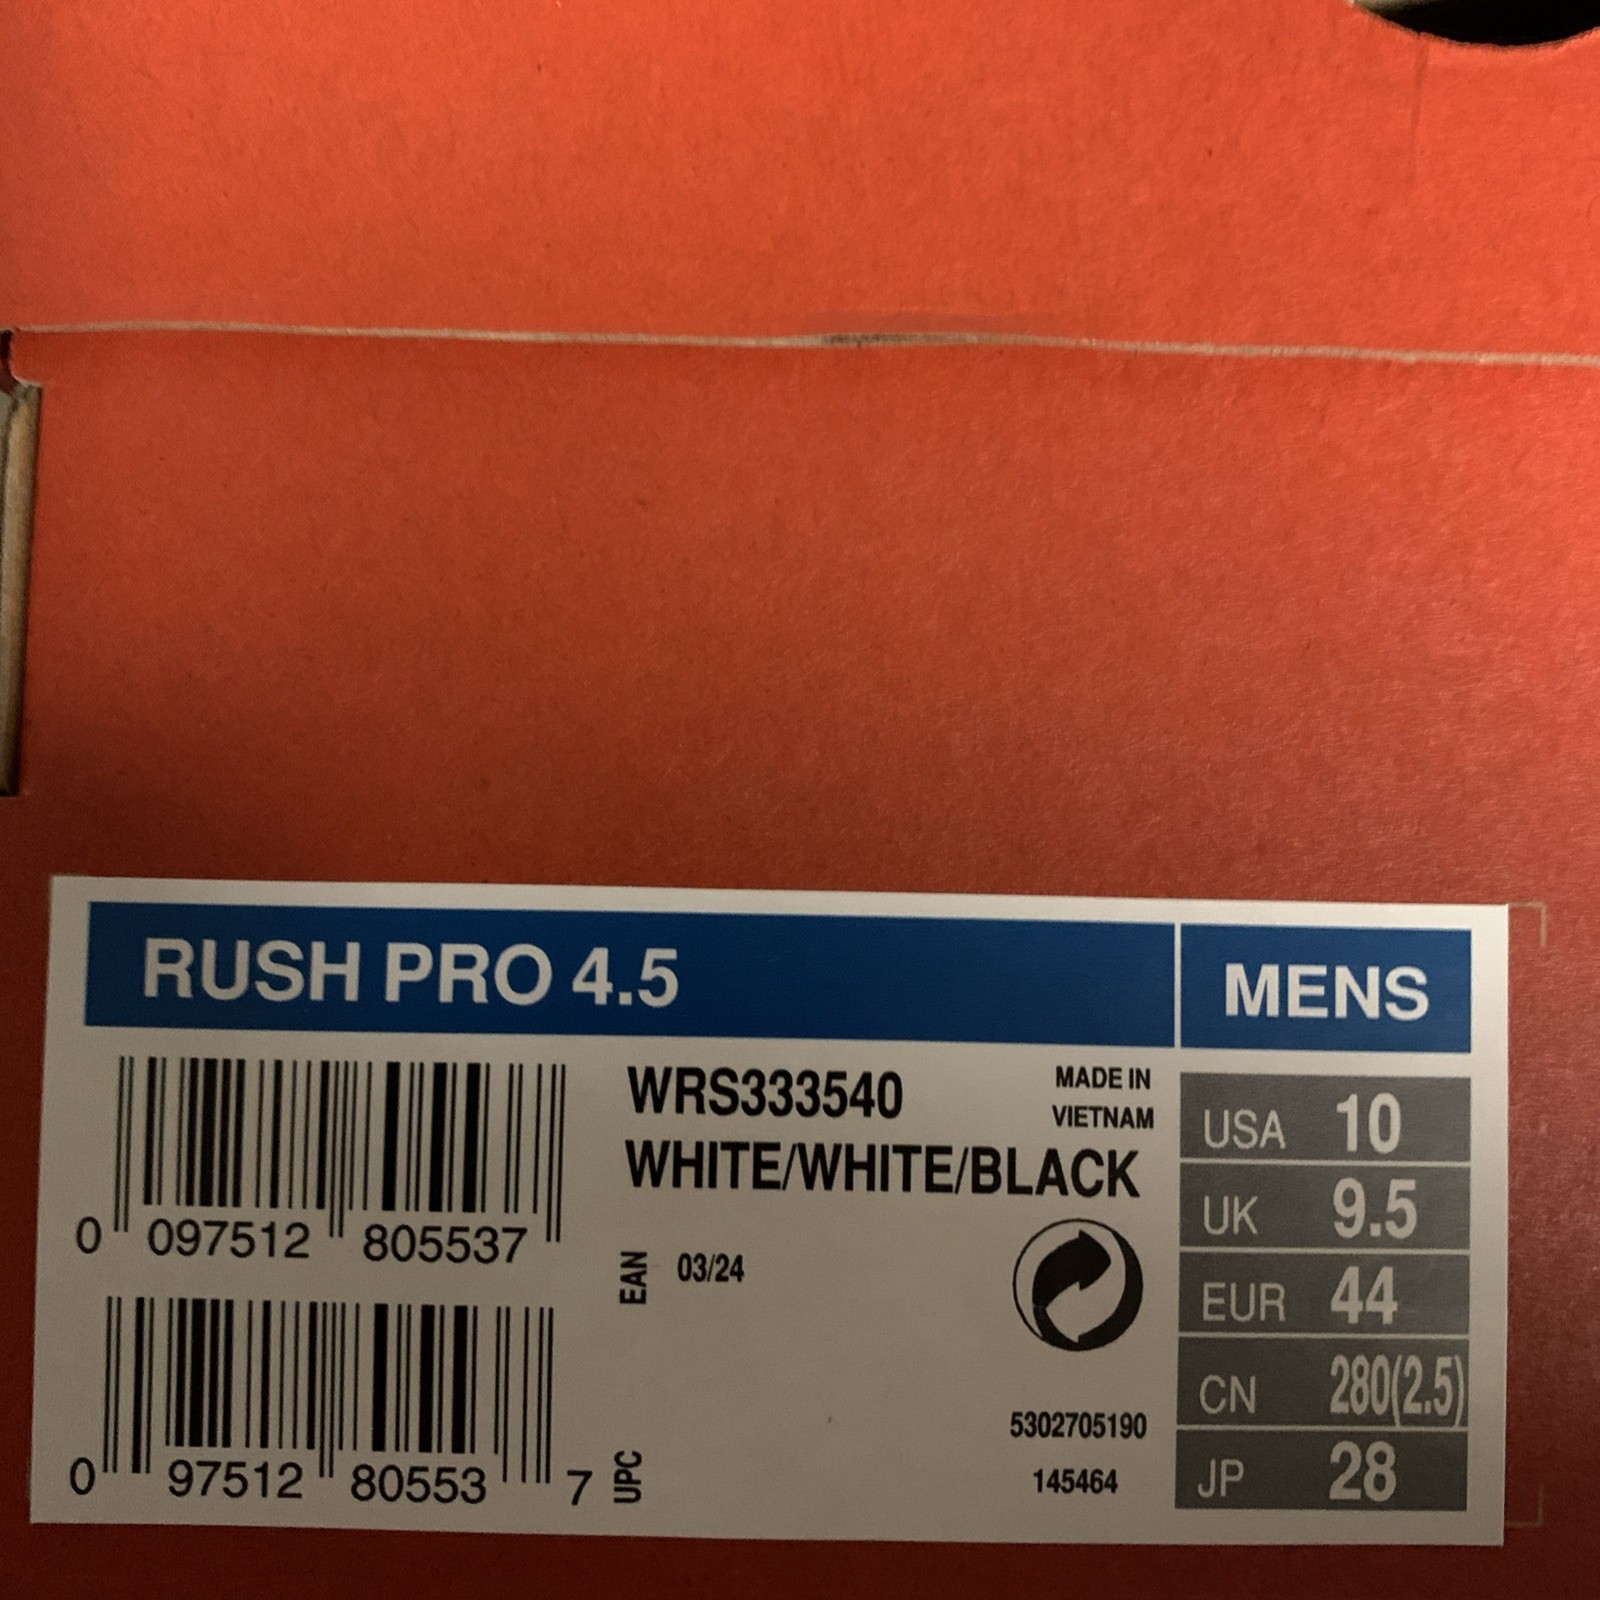 RUSH PRO 4.5
MENS
WRS333540
WHITE/WHITE/BLACK
MADE IN
VIETNAM
0 097512 805537
EAN 03/24
0 97512 80553 7
UPC
5302705190
145464
USA 10
UK 9.5
EUR 44
CN 280(2.5)
JP 28